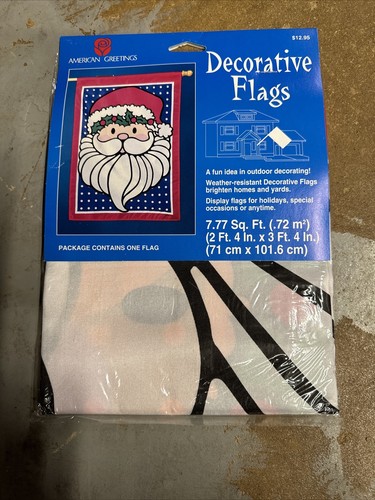 $12.95
AMERICAN GREETINGS
Decorative
Flags
A fun idea in outdoor decorating!
Weather-resistant Decorative Flags
brighten homes and yards.
Display flags for holidays, special
occasions or anytime.
7.77 Sq. Ft. (.72 m²)
(2 Ft. 4 In. x 3 Ft. 4 In.)
(71 cm x 101.6 cm)
PACKAGE CONTAINS ONE FLAG